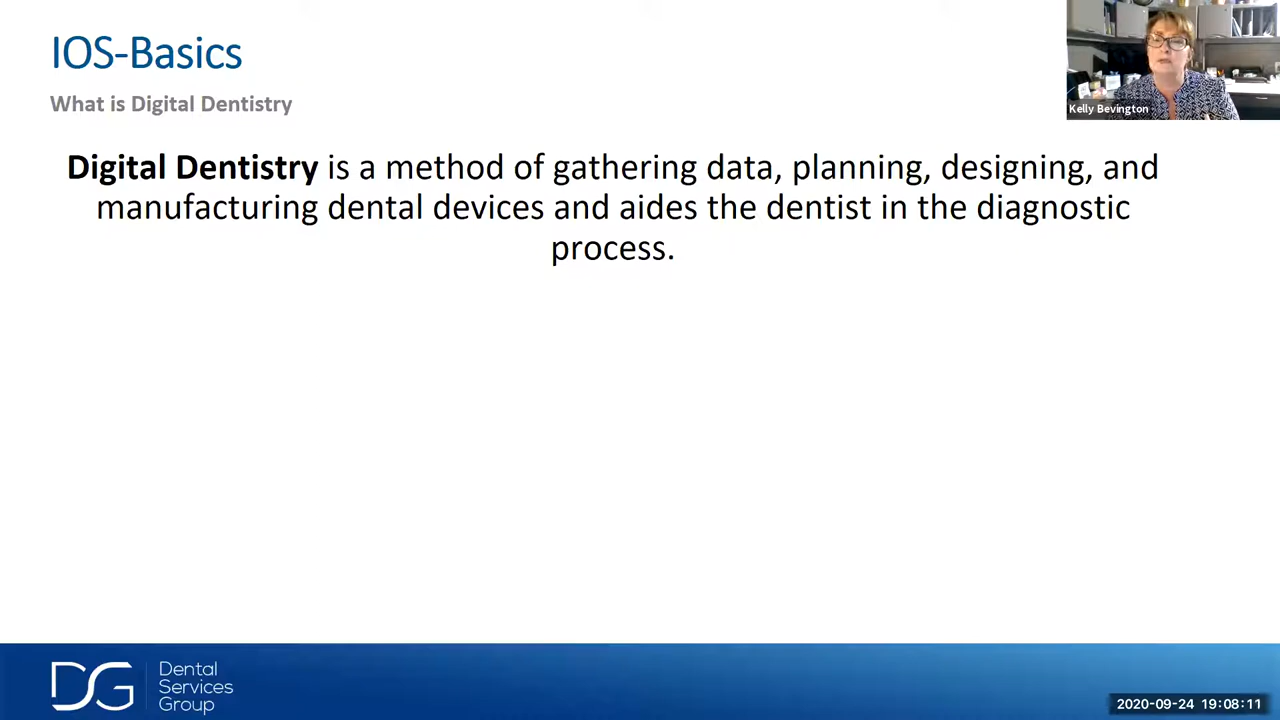 IOS-Basics
What is Digital Dentistry
Kelly Bevington
Digital Dentistry is a method of gathering data, planning, designing, and
manufacturing dental devices and aides the dentist in the diagnostic
process.
DSG
Dental
Services
Group
2020-09-24 19:08:11